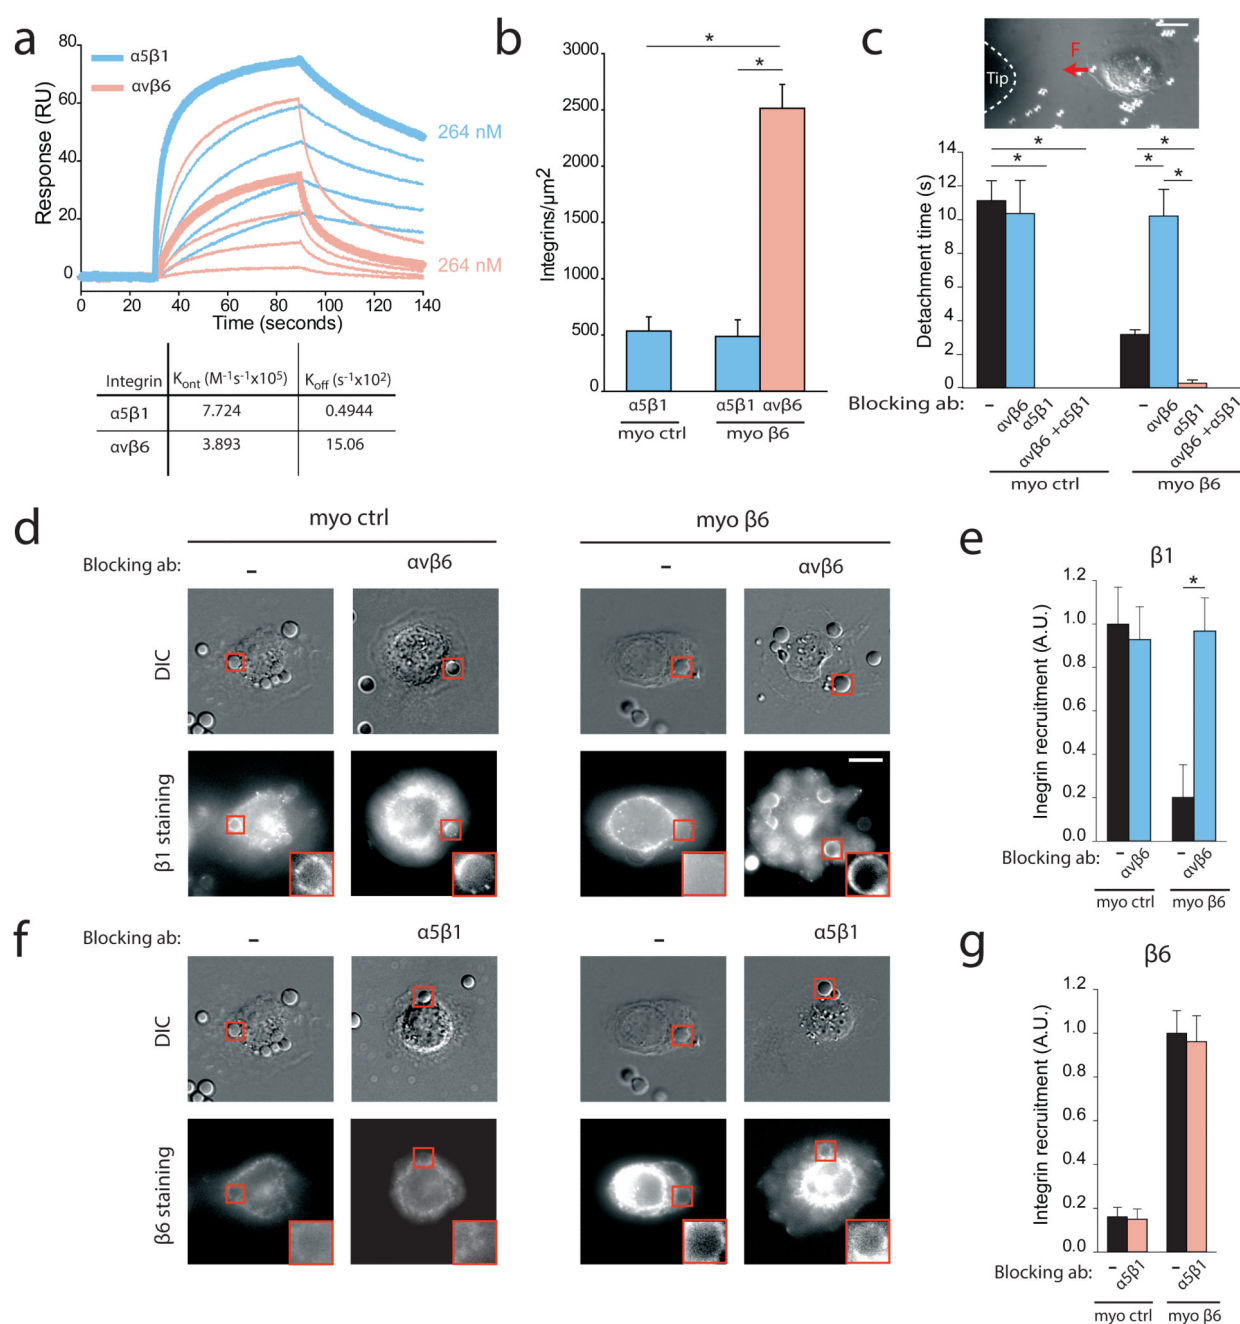 a
80
60
40
20
0
Response (RU)
α5β1
αvβ6
264 nM
264 nM
0 20 40 60 80 100 120 140
Time (seconds)
Integrin Kont (M-1s-1x105) Koff (s-1x102)
α5β1 7.724 0.4944
αvβ6 3.893 15.06
b
3000
2500
2000
1500
1000
500
0
Integrins/µm2
* *
α5β1 α5β1 αvβ6
myo ctrl myo β6
c
F
Tip
12
10
8
6
4
2
0
Detachment time (s)
* * * * *
Blocking ab: – αvβ6 α5β1 αvβ6 +α5β1 – αvβ6 α5β1 αvβ6 +α5β1
myo ctrl myo β6
d
myo ctrl myo β6
Blocking ab: – αvβ6 – αvβ6
DIC
β1 staining
e
β1
1.2
1.0
0.8
0.6
0.4
0.2
0.0
Inegrin recruitment (A.U.)
*
Blocking ab: – αvβ6 – αvβ6
myo ctrl myo β6
f
Blocking ab: – α5β1 – α5β1
DIC
β6 staining
g
β6
1.2
1.0
0.8
0.6
0.4
0.2
0.0
Integrin recruitment (A.U.)
Blocking ab: – α5β1 – α5β1
myo ctrl myo β6